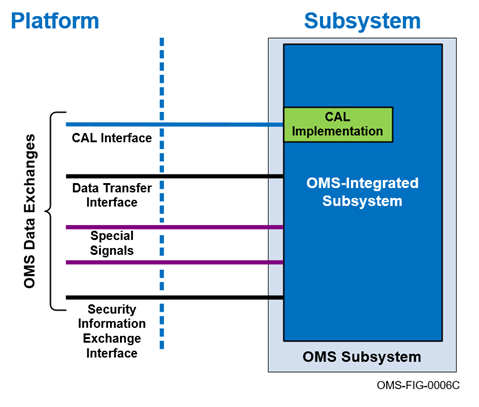 Platform
Subsystem
OMS Data Exchanges
CAL Interface
Data Transfer
Interface
Special
Signals
Security
Information
Exchange
Interface
CAL
Implementation
OMS-Integrated
Subsystem
OMS Subsystem
OMS-FIG-0006C